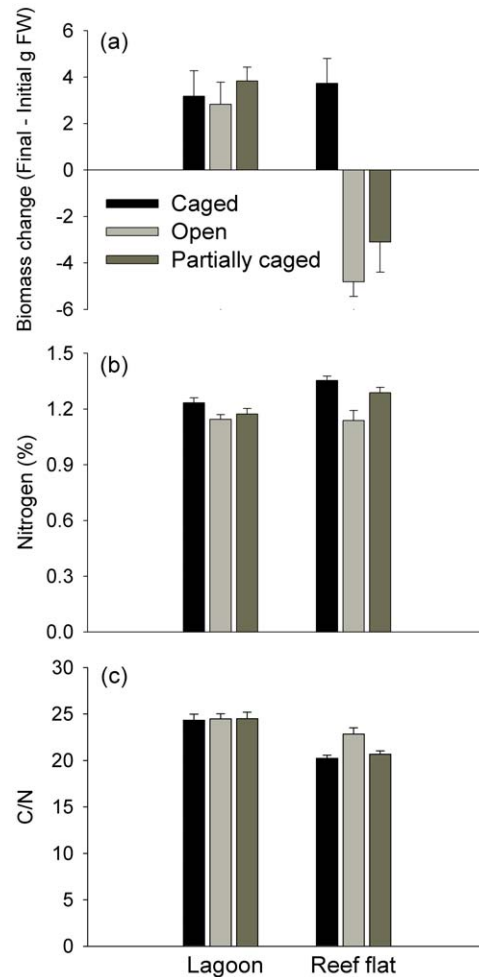 (a)
Biomass change (Final - Initial g FW)
6
4
2
0
-2
-4
-6
Caged
Open
Partially caged
(b)
Nitrogen (%)
1.5
1.2
0.9
0.6
0.3
0.0
(c)
C/N
30
25
20
15
10
5
0
Lagoon Reef flat